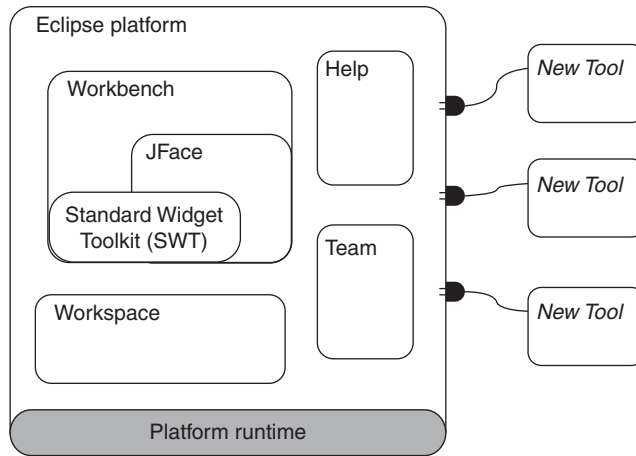 Eclipse platform
Workbench
JFace
Standard Widget
Toolkit (SWT)
Workspace
Help
Team
Platform runtime
New Tool
New Tool
New Tool